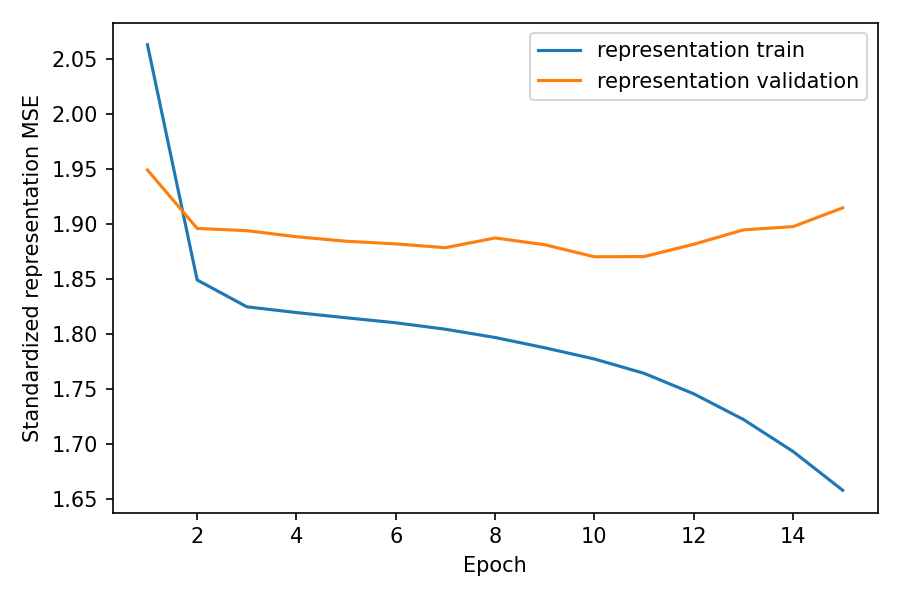 representation train
representation validation
Standardized representation MSE
2.05
2.00
1.95
1.90
1.85
1.80
1.75
1.70
1.65
2 4 6 8 10 12 14
Epoch